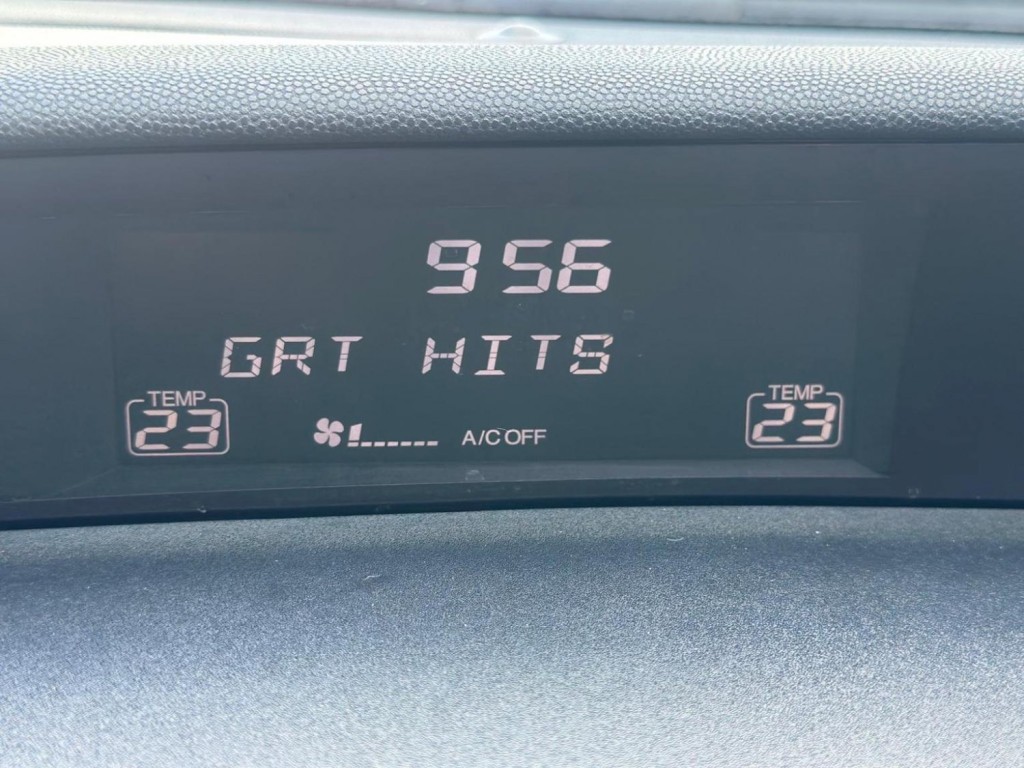 956
GRT HITS
TEMP TEMP
23 A/C OFF 23